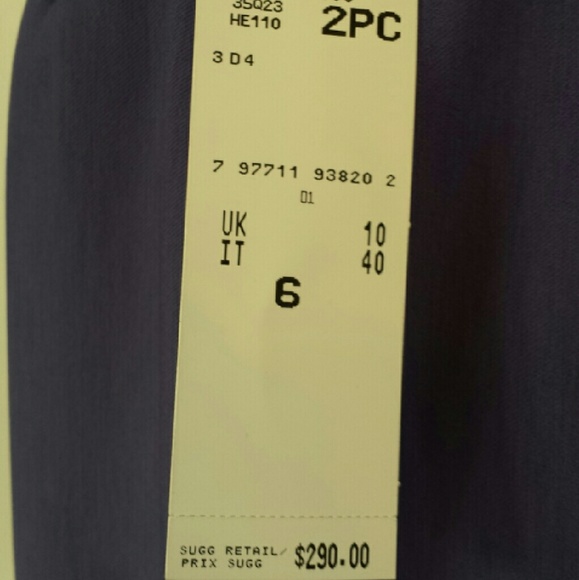 35Q23
HE110
2PC
3D4
7 97711 93820 2
01
UK 10
IT 40
6
SUGG RETAIL/
PRIX SUGG
$290.00